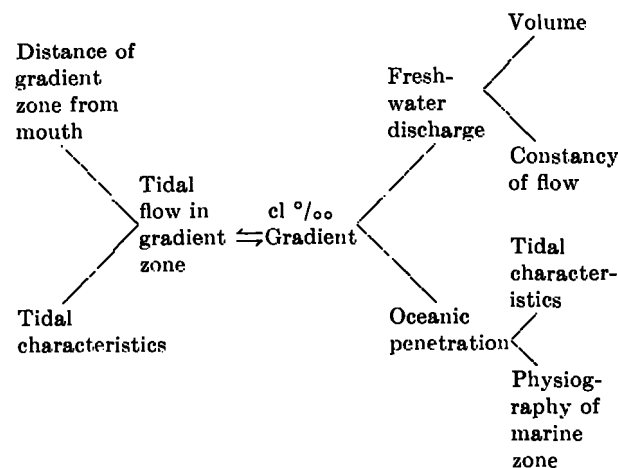 Volume
Distance of
gradient
zone from
mouth
Fresh-
water
discharge
Constancy
of flow
Tidal
flow in
gradient
zone
⇌
cl º/oo
Gradient
Tidal
character-
istics
Tidal
characteristics
Oceanic
penetration
Physiog-
raphy of
marine
zone